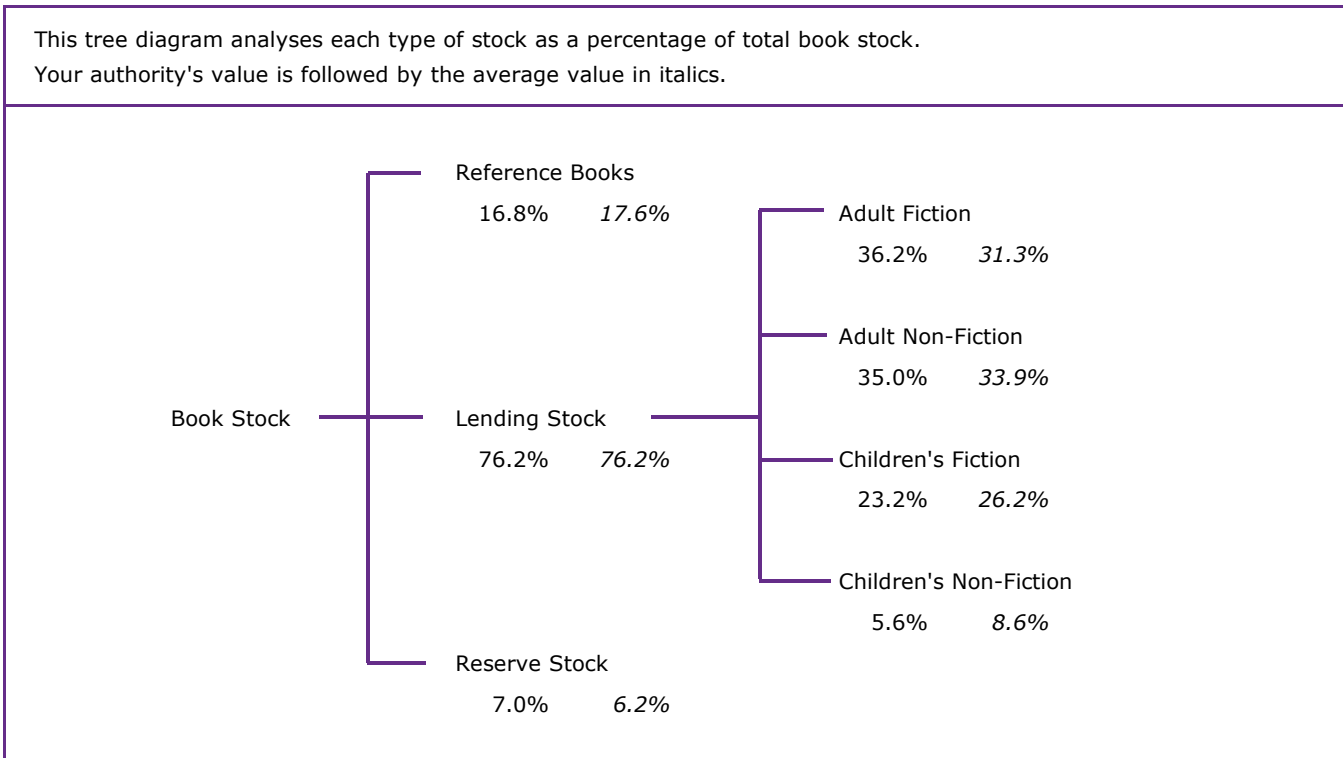 This tree diagram analyses each type of stock as a percentage of total book stock.
Your authority's value is followed by the average value in italics.
Reference Books
16.8% 17.6%
Adult Fiction
36.2% 31.3%
Adult Non-Fiction
35.0% 33.9%
Book Stock
Lending Stock
76.2% 76.2%
Children's Fiction
23.2% 26.2%
Children's Non-Fiction
5.6% 8.6%
Reserve Stock
7.0% 6.2%